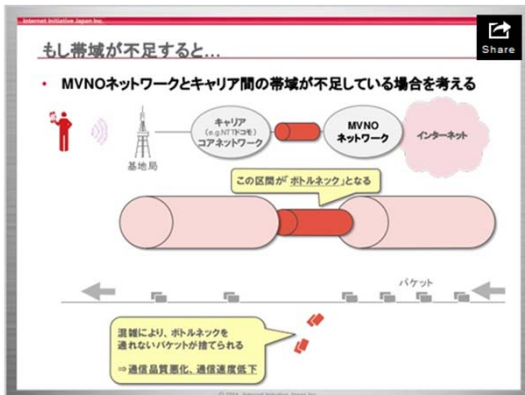 Internet Initiative Japan Inc.
Share
もし帯域が不足すると...
• MVNOネットワークとキャリア間の帯域が不足している場合を考える
キャリア
(e.g.NTTドコモ)
コアネットワーク
MVNO
ネットワーク
インターネット
基地局
この区間が「ボトルネック」となる
パケット
混雑により、ボトルネックを
通れないパケットが捨てられる
⇒通信品質悪化、通信速度低下